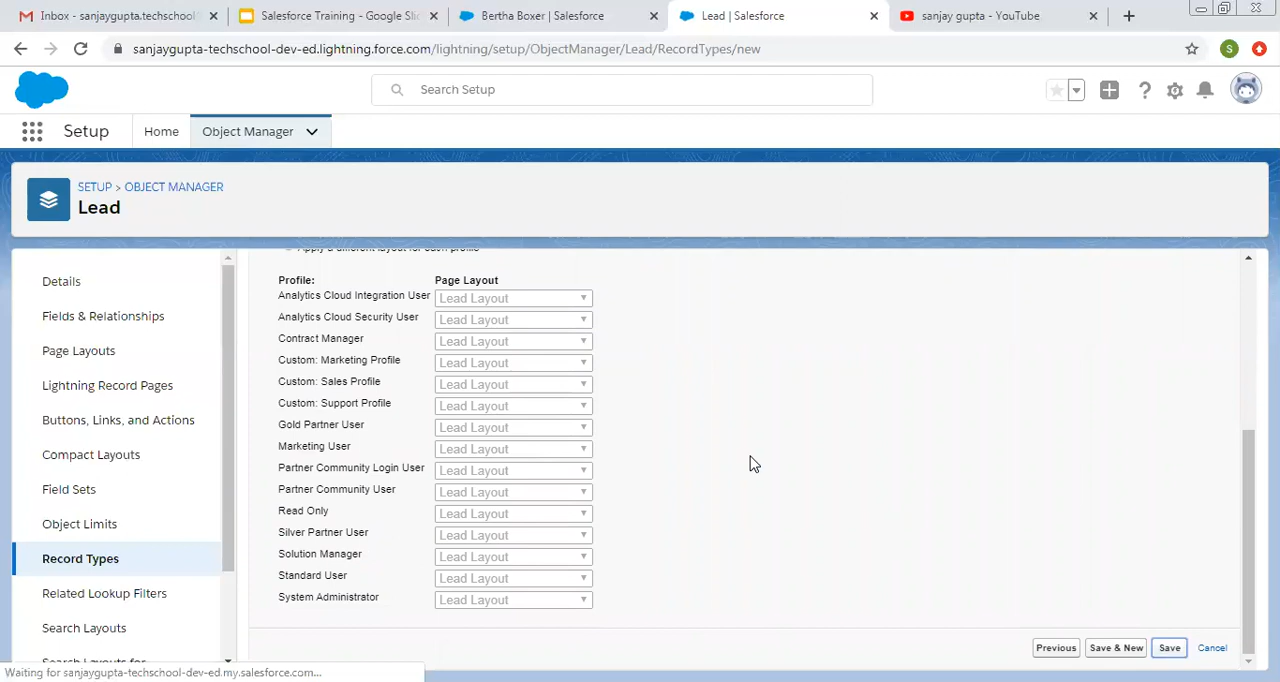 Inbox - sanjaygupta.techschool
Salesforce Training - Google Slid
Bertha Boxer | Salesforce
Lead | Salesforce
sanjay gupta - YouTube
sanjaygupta-techschool-dev-ed.lightning.force.com/lightning/setup/ObjectManager/Lead/RecordTypes/new
S
Search Setup
Setup
Home
Object Manager
SETUP > OBJECT MANAGER
Lead
Details
Fields & Relationships
Page Layouts
Lightning Record Pages
Buttons, Links, and Actions
Compact Layouts
Field Sets
Object Limits
Record Types
Related Lookup Filters
Search Layouts
Search Layouts for
Apply a different layout for each profile
Profile: Page Layout
Analytics Cloud Integration User Lead Layout
Analytics Cloud Security User Lead Layout
Contract Manager Lead Layout
Custom: Marketing Profile Lead Layout
Custom: Sales Profile Lead Layout
Custom: Support Profile Lead Layout
Gold Partner User Lead Layout
Marketing User Lead Layout
Partner Community Login User Lead Layout
Partner Community User Lead Layout
Read Only Lead Layout
Silver Partner User Lead Layout
Solution Manager Lead Layout
Standard User Lead Layout
System Administrator Lead Layout
Previous Save & New Save Cancel
Waiting for sanjaygupta-techschool-dev-ed.my.salesforce.com...